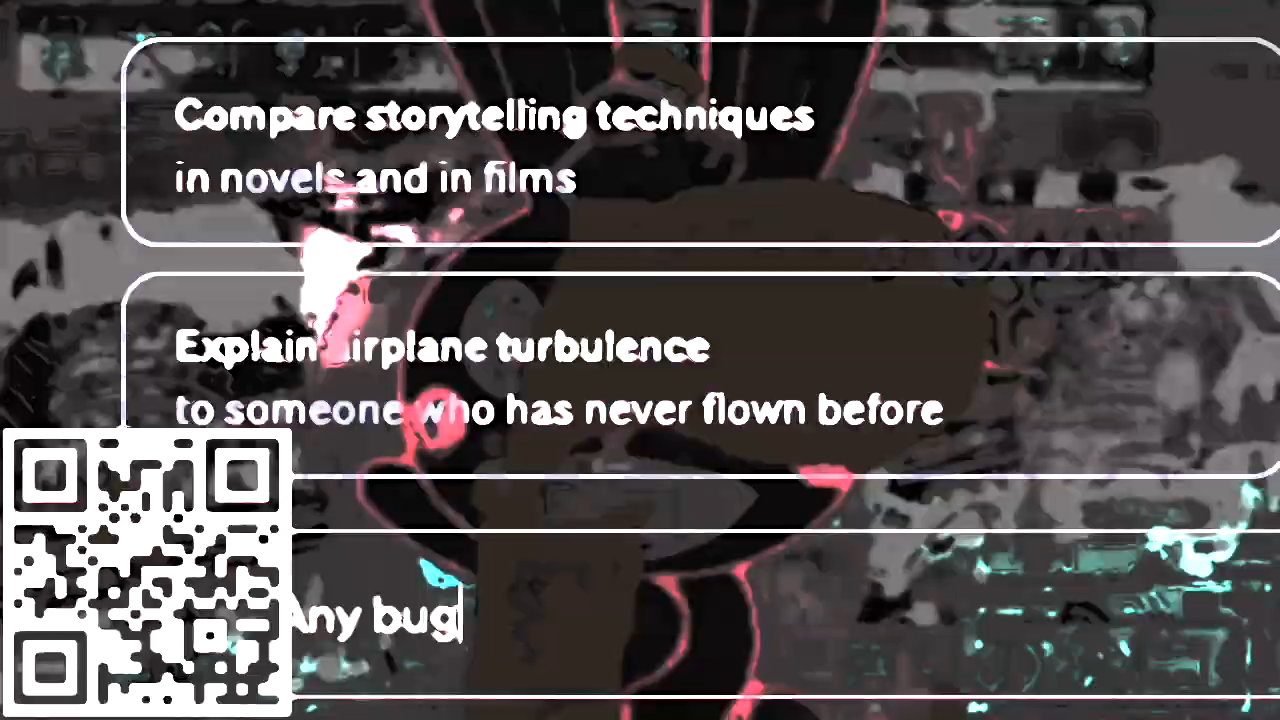 Compare storytelling techniques
in novels and in films
Explain airplane turbulence
to someone who has never flown before
Any bug